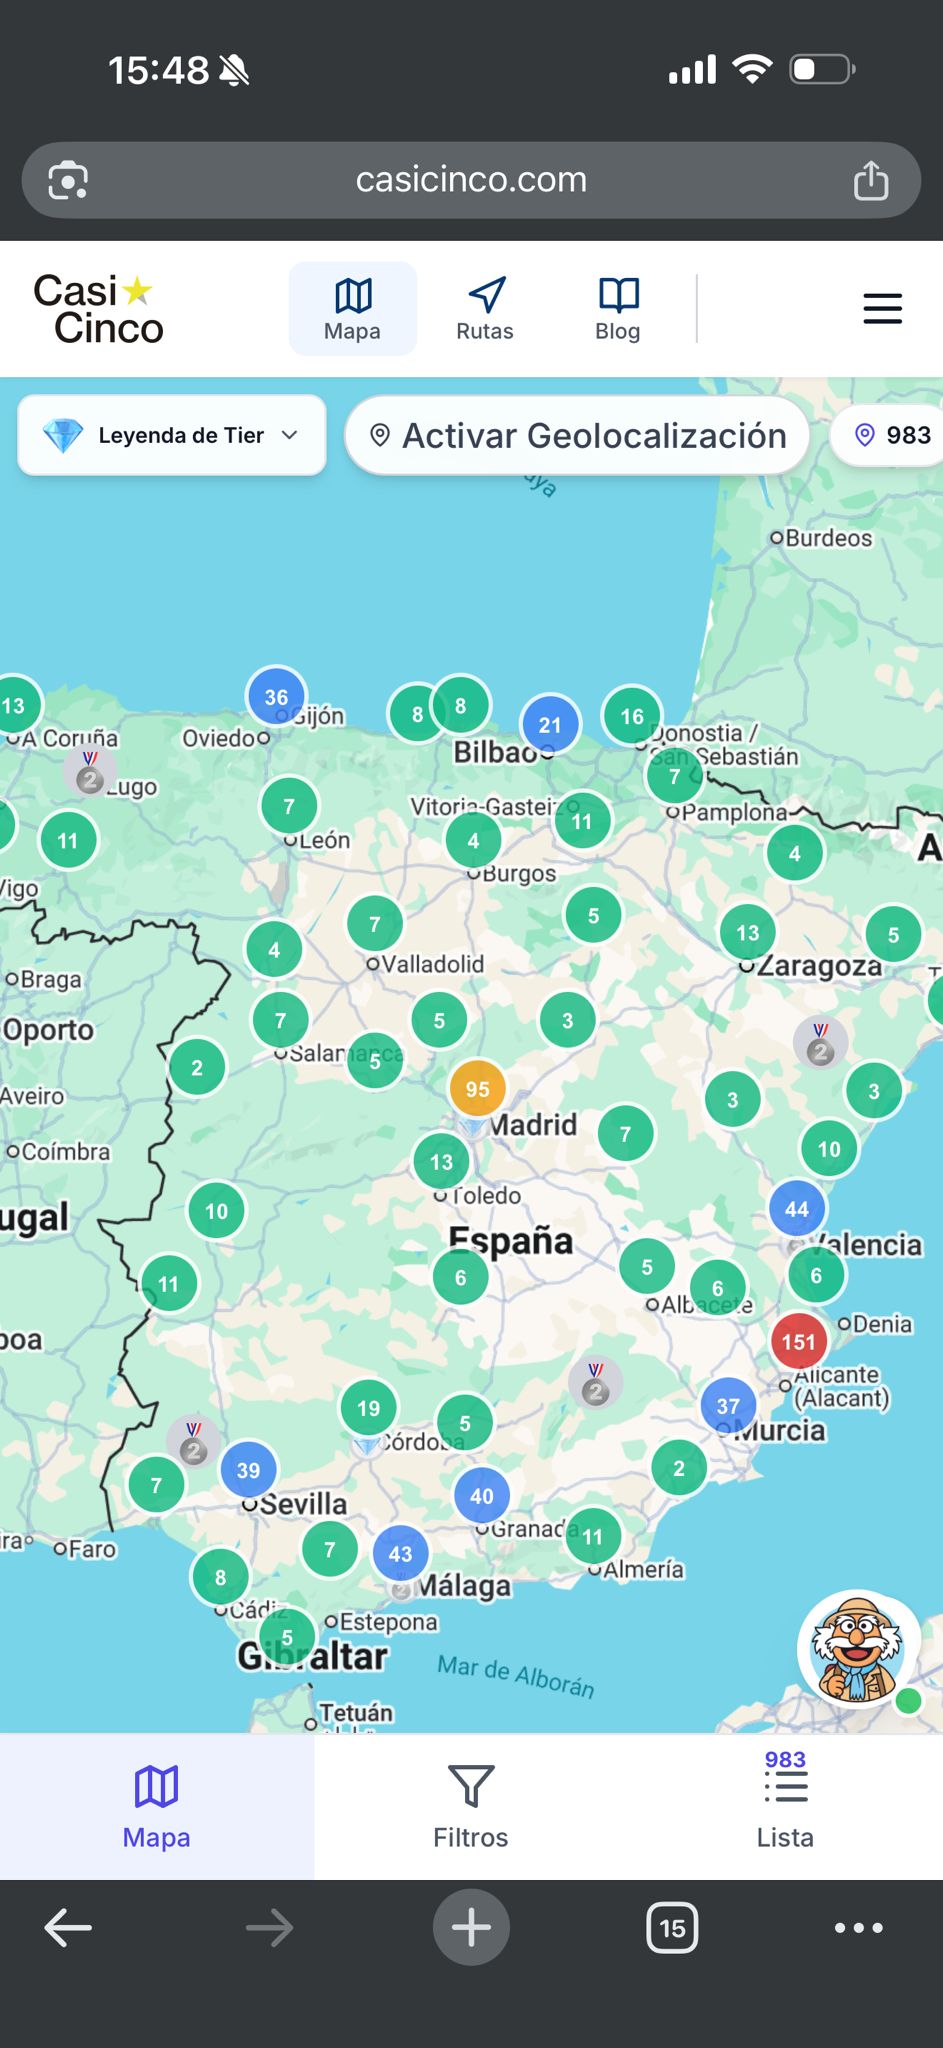 15:48
casicinco.com
Casi
Cinco
Mapa
Rutas
Blog
Leyenda de Tier
Activar Geolocalización
983
Burdeos
13
36
Gijón
8
8
21
16
A Coruña
Oviedo
Bilbao
Donostia /
San Sebastián
2
Lugo
7
7
Vitoria-Gasteiz
11
Pamplona
11
León
4
4
A
Burgos
Vigo
7
5
13
5
4
Valladolid
Zaragoza
Braga
Oporto
7
5
3
2
Salamanca
5
2
95
3
3
Aveiro
Madrid
7
10
Coímbra
13
Toledo
10
44
ugal
España
Valencia
11
6
5
6
6
Albacete
Denia
151
Alicante
(Alacant)
2
19
5
37
Córdoba
Murcia
2
7
39
2
40
Sevilla
Granada
11
Faro
7
43
Almería
8
2
Málaga
Cádiz
5
Estepona
Gibraltar
Mar de Alborán
Tetuán
Mapa
Filtros
983
Lista
15